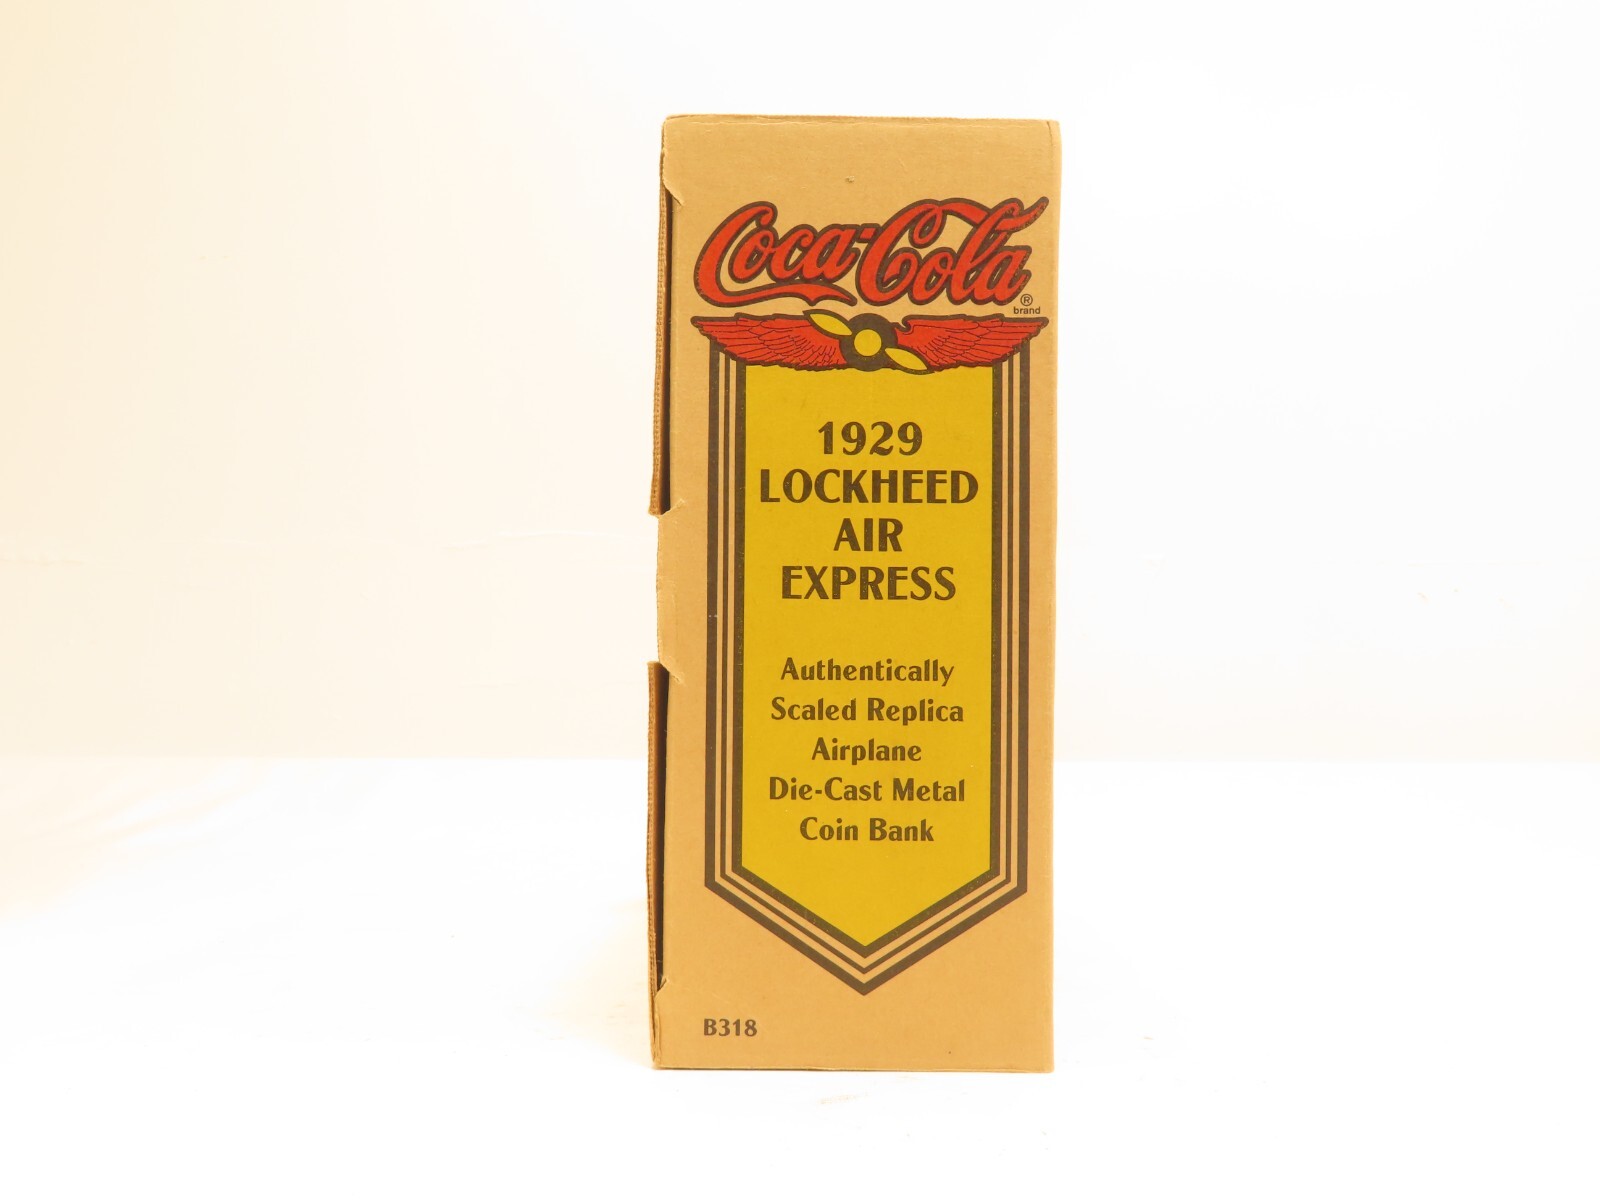 Coca-Cola
®
brand
1929
LOCKHEED
AIR
EXPRESS
Authentically
Scaled Replica
Airplane
Die-Cast Metal
Coin Bank
B318